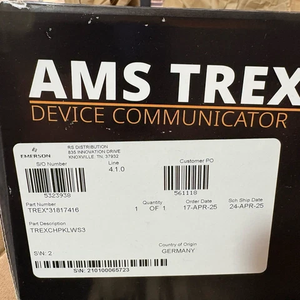 AMS TREX
DEVICE COMMUNICATOR
EMERSON
RS DISTRIBUTION
835 INNOVATION DRIVE
KNOXVILLE, TN, 37932
S/O Number Line Customer PO
5323938 4.1.0 561118
Part Number Quantity Order Date Sch Ship Date
TREX*31817416 1 OF 1 17-APR-25 24-APR-25
Part Description
TREXCHPKLWS3
Country of Origin
S/W: 2 GERMANY
S/N: 210100065723